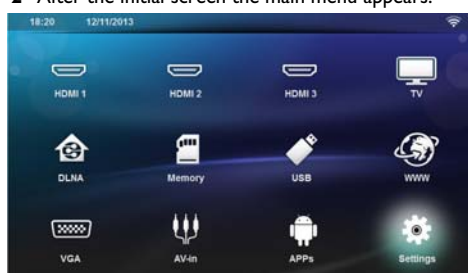 2 After the initial screen the main menu appears.
18:20 12/11/2013
HDMI 1 HDMI 2 HDMI 3 TV
DLNA Memory USB WWW
VGA AV-in APPs Settings